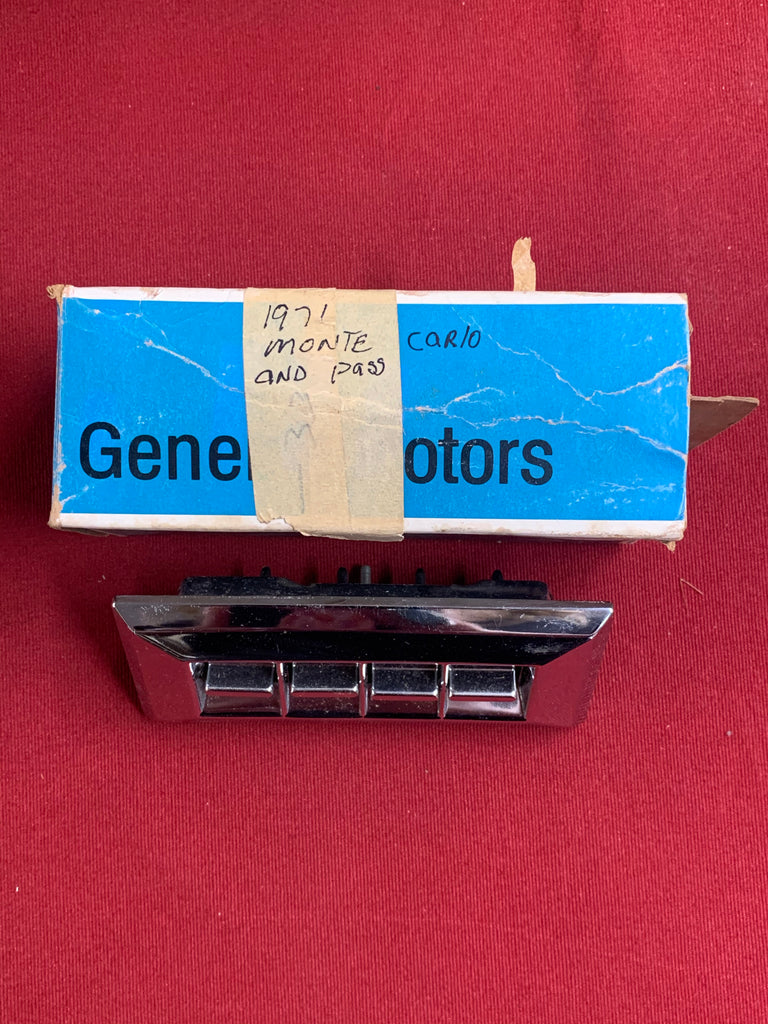 1971
MONTE Carlo
AND pass
Gene otors